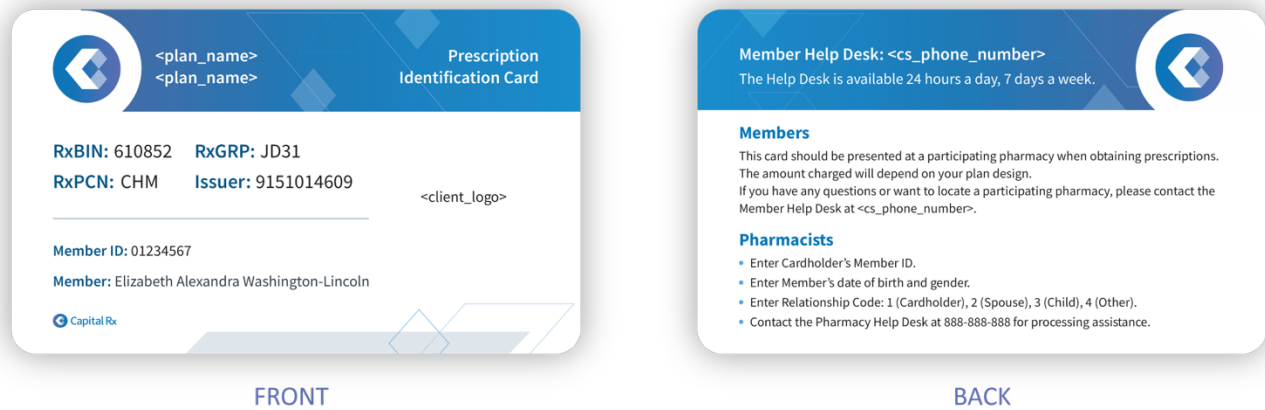 <plan_name>
<plan_name>
Prescription
Identification Card
RxBIN: 610852 RxGRP: JD31
RxPCN: CHM Issuer: 9151014609
<client_logo>
Member ID: 01234567
Member: Elizabeth Alexandra Washington-Lincoln
Capital Rx
FRONT
Member Help Desk: <cs_phone_number>
The Help Desk is available 24 hours a day, 7 days a week.
Members
This card should be presented at a participating pharmacy when obtaining prescriptions.
The amount charged will depend on your plan design.
If you have any questions or want to locate a participating pharmacy, please contact the
Member Help Desk at <cs_phone_number>.
Pharmacists
• Enter Cardholder's Member ID.
• Enter Member's date of birth and gender.
• Enter Relationship Code: 1 (Cardholder), 2 (Spouse), 3 (Child), 4 (Other).
• Contact the Pharmacy Help Desk at 888-888-888 for processing assistance.
BACK